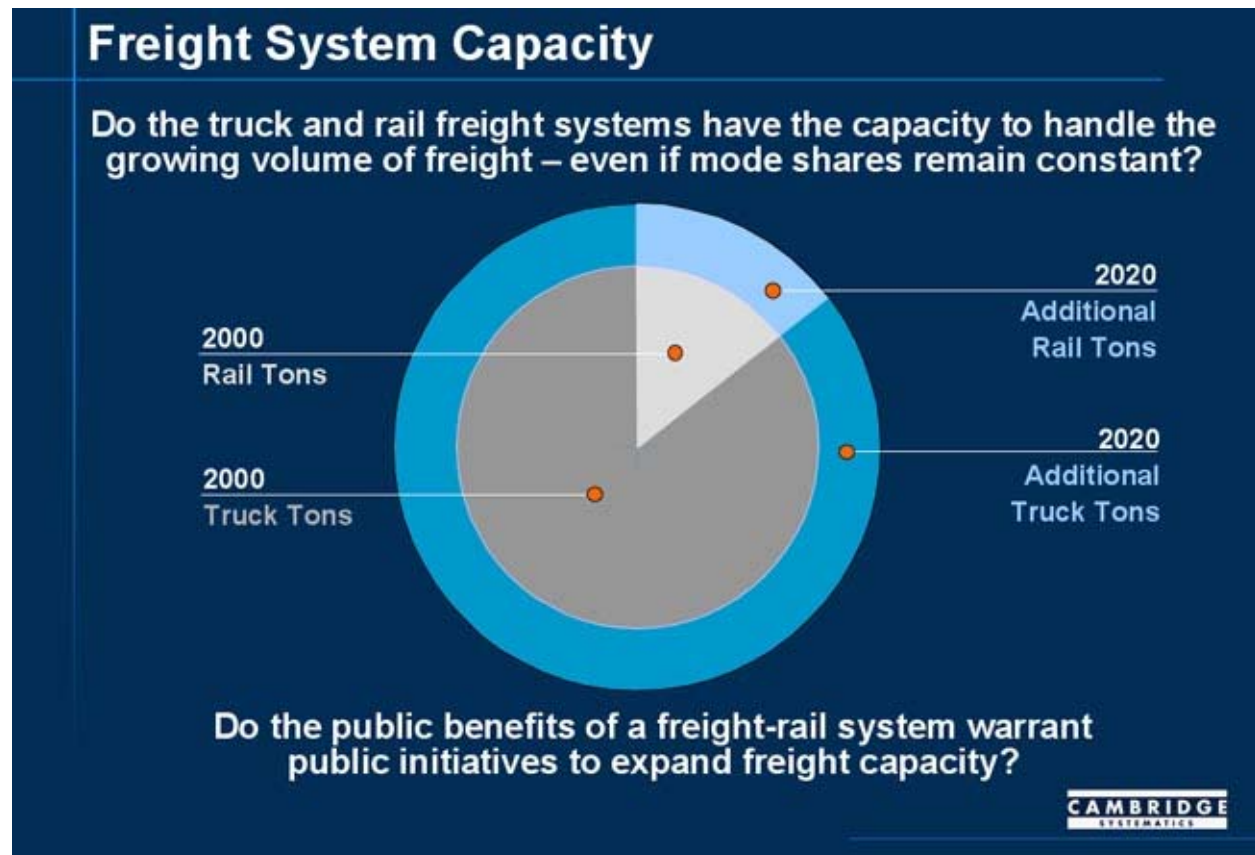 Freight System Capacity
Do the truck and rail freight systems have the capacity to handle the
growing volume of freight – even if mode shares remain constant?
2000
Rail Tons
2000
Truck Tons
2020
Additional
Rail Tons
2020
Additional
Truck Tons
Do the public benefits of a freight-rail system warrant
public initiatives to expand freight capacity?
CAMBRIDGE
SYSTEMATICS